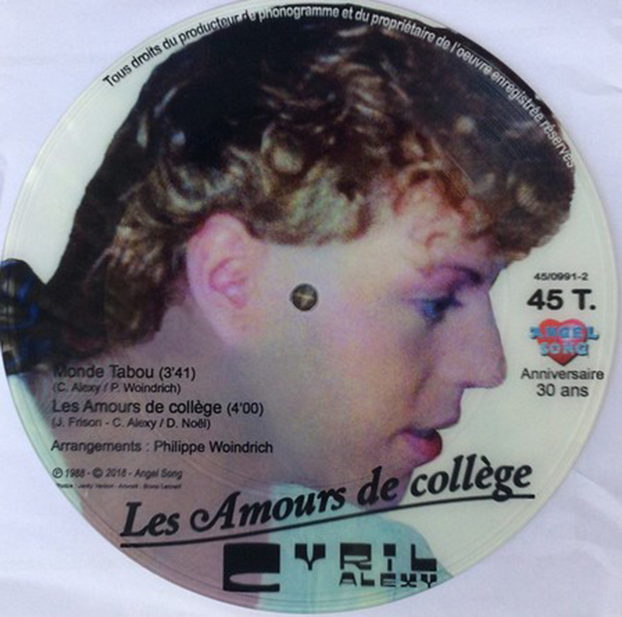 Tous droits du producteur de phonogramme et du propriétaire de l'oeuvre enregistrée réservés
45/0991-2
45 T.
ANGEL
SONG
Anniversaire
30 ans
Monde Tabou (3'41)
(C. Alexy / P. Woindrich)
Les Amours de collège (4'00)
(J. Frison - C. Alexy / D. Noël)
Arrangements : Philippe Woindrich
℗ 1988 - © 2018 - Angel Song
Les Amours de collège
CYRIL
ALEXY